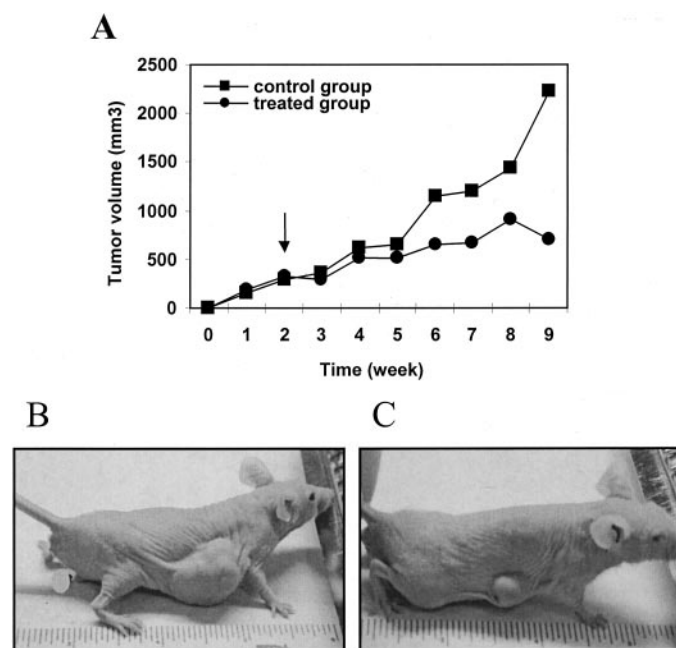 A
2500
2000
1500
1000
500
0
control group
treated group
Tumor volume (mm3)
0 1 2 3 4 5 6 7 8 9
Time (week)
B
C